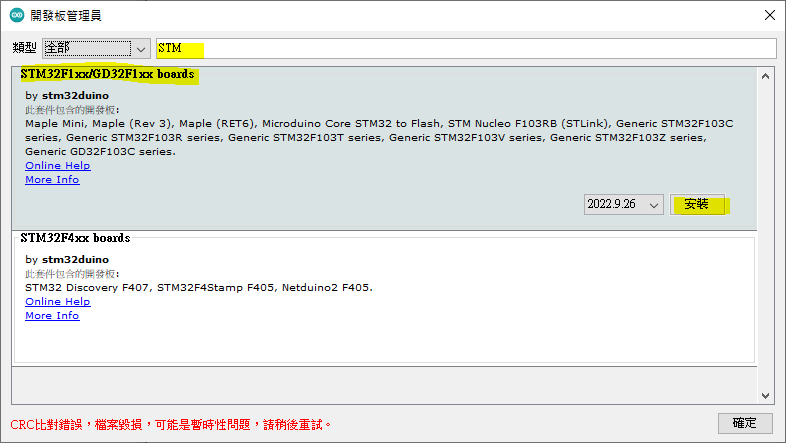 開發板管理員
類型 全部 STM
STM32F1xx/GD32F1xx boards
by stm32duino
此套件包含的開發板:
Maple Mini, Maple (Rev 3), Maple (RET6), Microduino Core STM32 to Flash, STM Nucleo F103RB (STLink), Generic STM32F103C
series, Generic STM32F103R series, Generic STM32F103T series, Generic STM32F103V series, Generic STM32F103Z series,
Generic GD32F103C series.
Online Help
More Info
2022.9.26 安裝
STM32F4xx boards
by stm32duino
此套件包含的開發板:
STM32 Discovery F407, STM32F4Stamp F405, Netduino2 F405.
Online Help
More Info
CRC比對錯誤，檔案毀損，可能是暫時性問題，請稍後重試。
確定